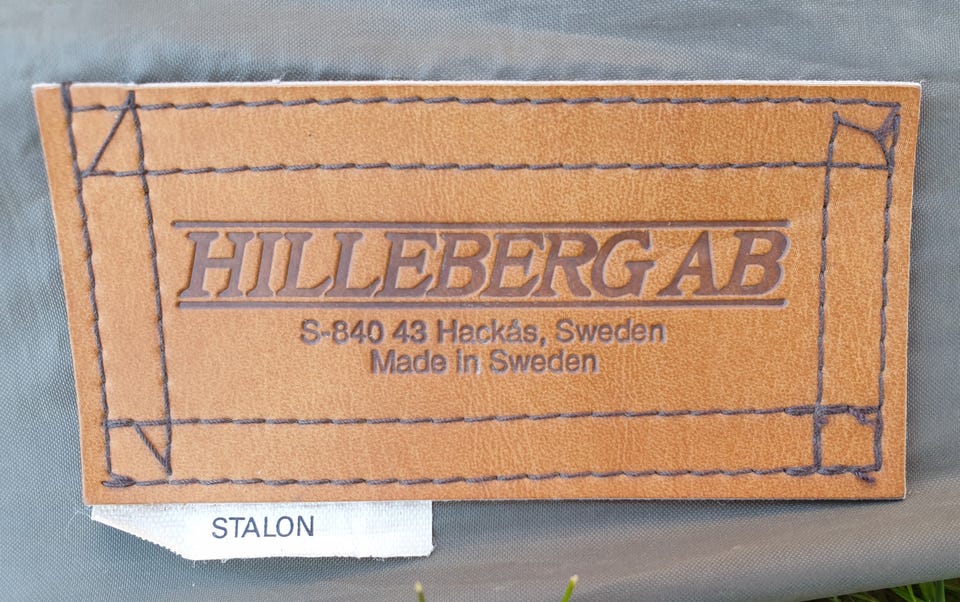 HILLEBERG AB
S-840 43 Hackås, Sweden
Made in Sweden
STALON